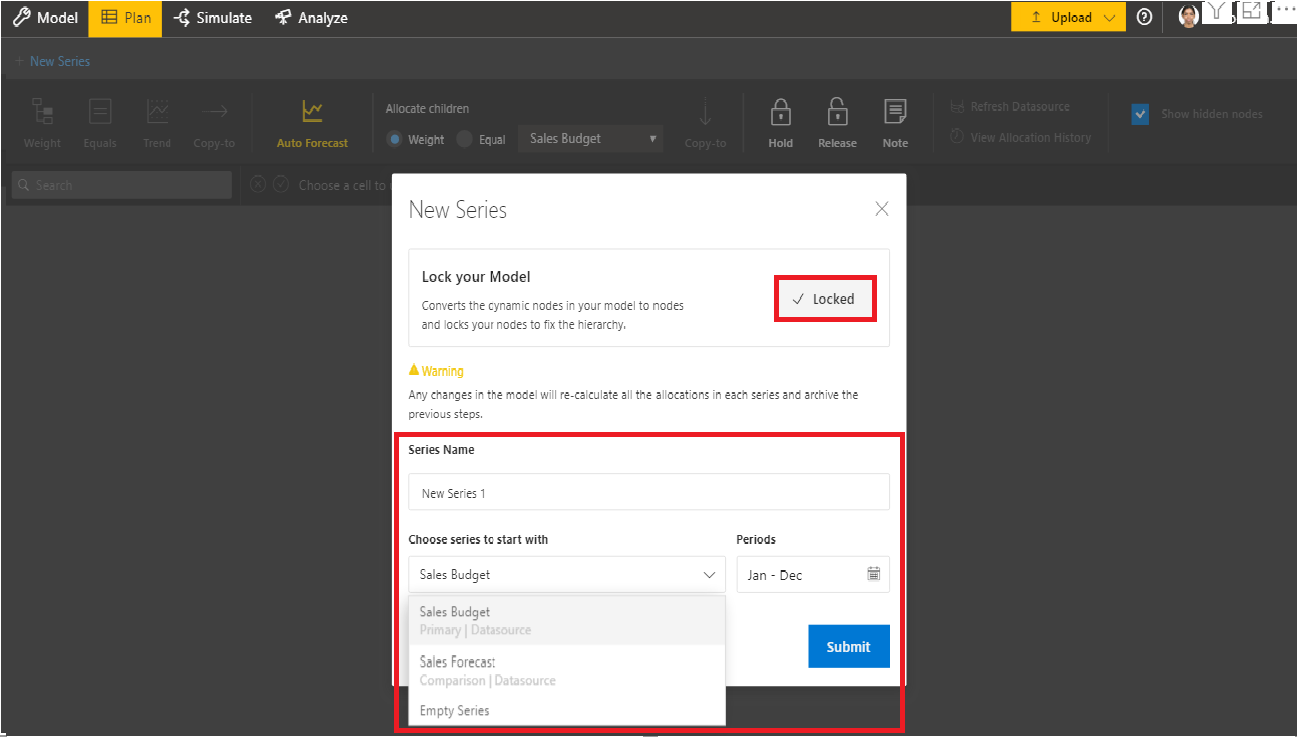 Model Plan Simulate Analyze Upload
+ New Series
Allocate children
Weight Equals Trend Copy-to Auto Forecast Weight Equal Sales Budget Copy-to Hold Release Note
Refresh Datasource
View Allocation History
Show hidden nodes
Search Choose a cell to
New Series
Lock your Model
Converts the dynamic nodes in your model to nodes
and locks your nodes to fix the hierarchy.
Locked
Warning
Any changes in the model will re-calculate all the allocations in each series and archive the
previous steps.
Series Name
New Series 1
Choose series to start with Periods
Sales Budget Jan - Dec
Sales Budget
Primary | Datasource
Sales Forecast
Comparison | Datasource
Empty Series
Submit